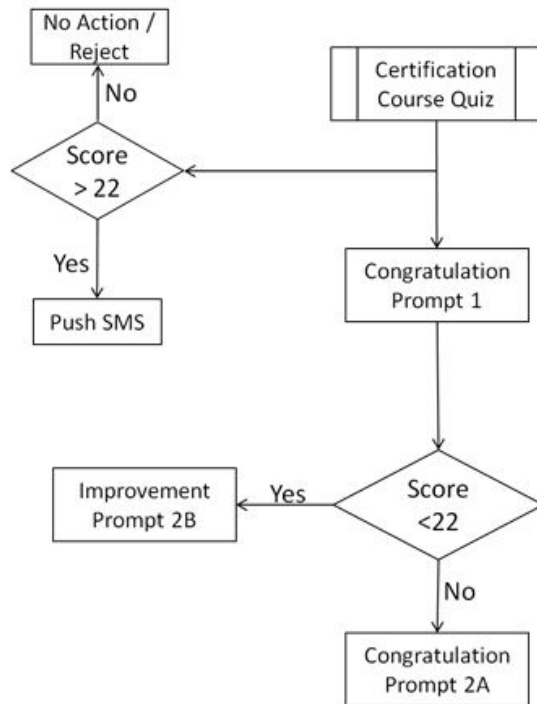 No Action /
Reject
Certification
Course Quiz
No
Score
> 22
Yes
Congratulation
Prompt 1
Push SMS
Improvement
Prompt 2B
Yes
Score
<22
No
Congratulation
Prompt 2A